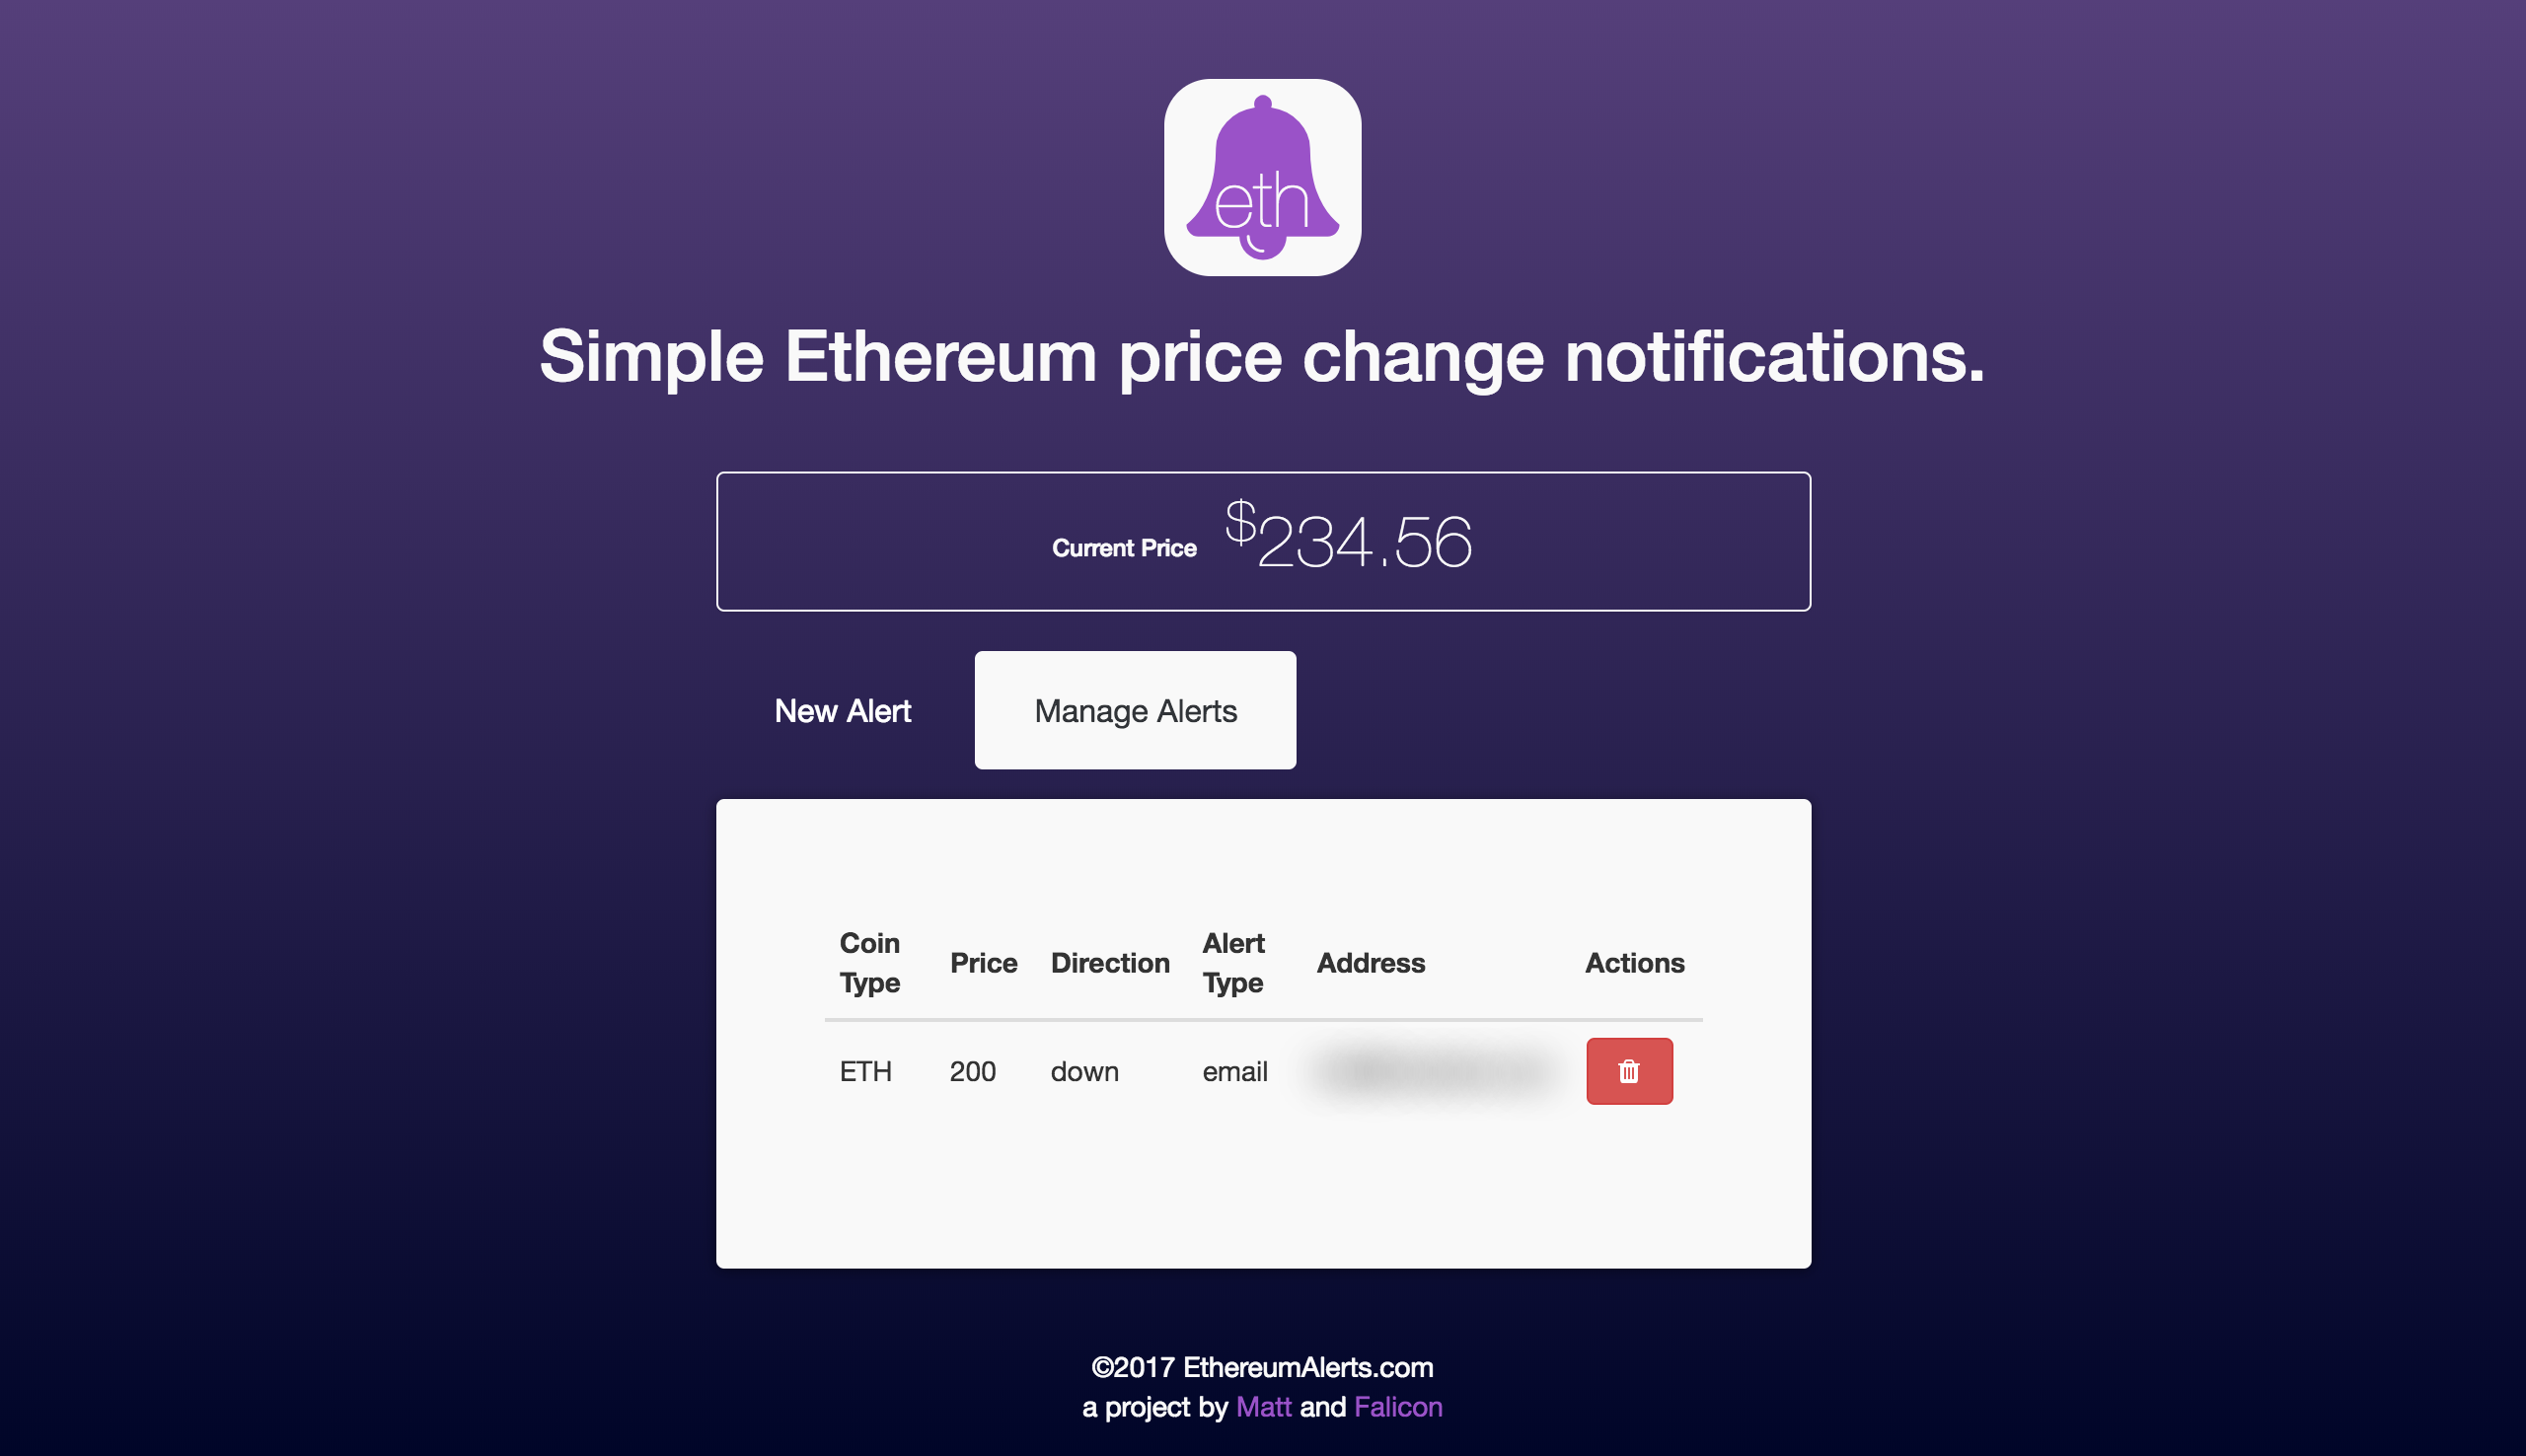 eth
Simple Ethereum price change notifications.
Current Price $234.56
New Alert Manage Alerts
Coin Type Price Direction Alert Type Address Actions
ETH 200 down email
©2017 EthereumAlerts.com
a project by Matt and Falicon